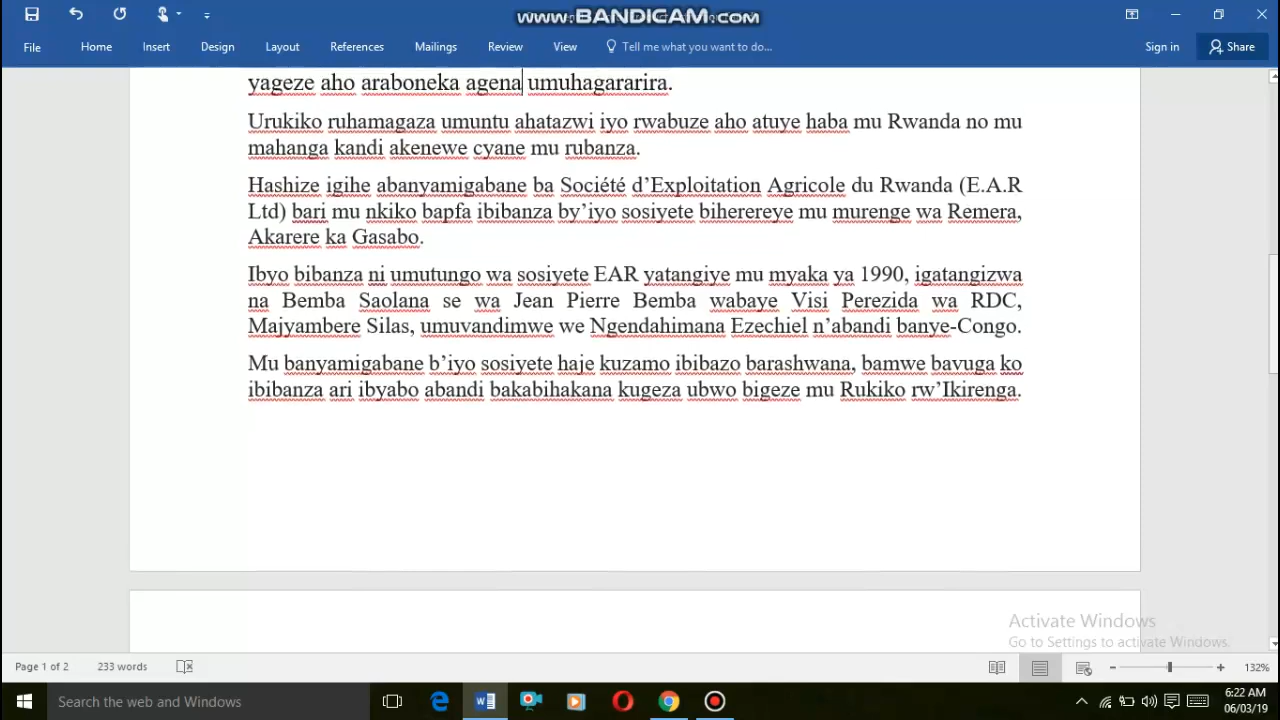 www.BANDICAM.com
File Home Insert Design Layout References Mailings Review View Tell me what you want to do... Sign in Share
yageze aho araboneka agena umuhagararira.
Urukiko ruhamagaza umuntu ahatazwi iyo rwabuze aho atuye haba mu Rwanda no mu
mahanga kandi akenewe cyane mu rubanza.
Hashize igihe abanyamigabane ba Société d’Exploitation Agricole du Rwanda (E.A.R
Ltd) bari mu nkiko bapfa ibibanza by’iyo sosiyete biherereye mu murenge wa Remera,
Akarere ka Gasabo.
Ibyo bibanza ni umutungo wa sosiyete EAR yatangiye mu myaka ya 1990, igatangizwa
na Bemba Saolana se wa Jean Pierre Bemba wabaye Visi Perezida wa RDC,
Majyambere Silas, umuvandimwe we Ngendahimana Ezechiel n’abandi banye-Congo.
Mu banyamigabane b’iyo sosiyete haje kuzamo ibibazo barashwana, bamwe bavuga ko
ibibanza ari ibyabo abandi bakabihakana kugeza ubwo bigeze mu Rukiko rw’Ikirenga.
Activate Windows
Go to Settings to activate Windows.
Page 1 of 2 233 words 132%
Search the web and Windows
6:22 AM
06/03/19